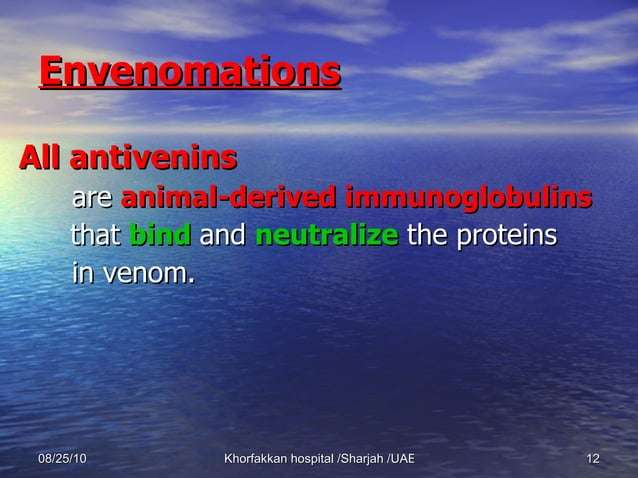 Envenomations
All antivenins
are animal-derived immunoglobulins
that bind and neutralize the proteins
in venom.
08/25/10 Khorfakkan hospital /Sharjah /UAE 12